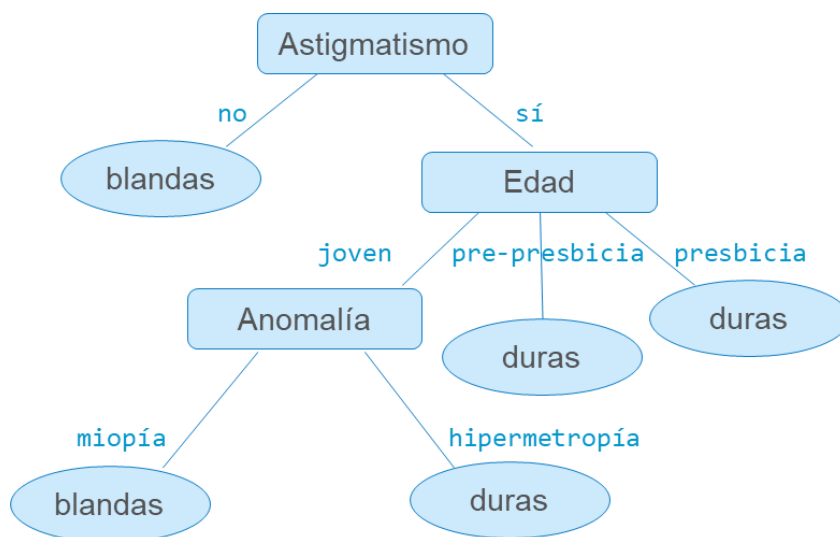 Astigmatismo
no
sí
blandas
Edad
joven
pre-presbicia
presbicia
Anomalía
duras
duras
miopía
hipermetropía
blandas
duras